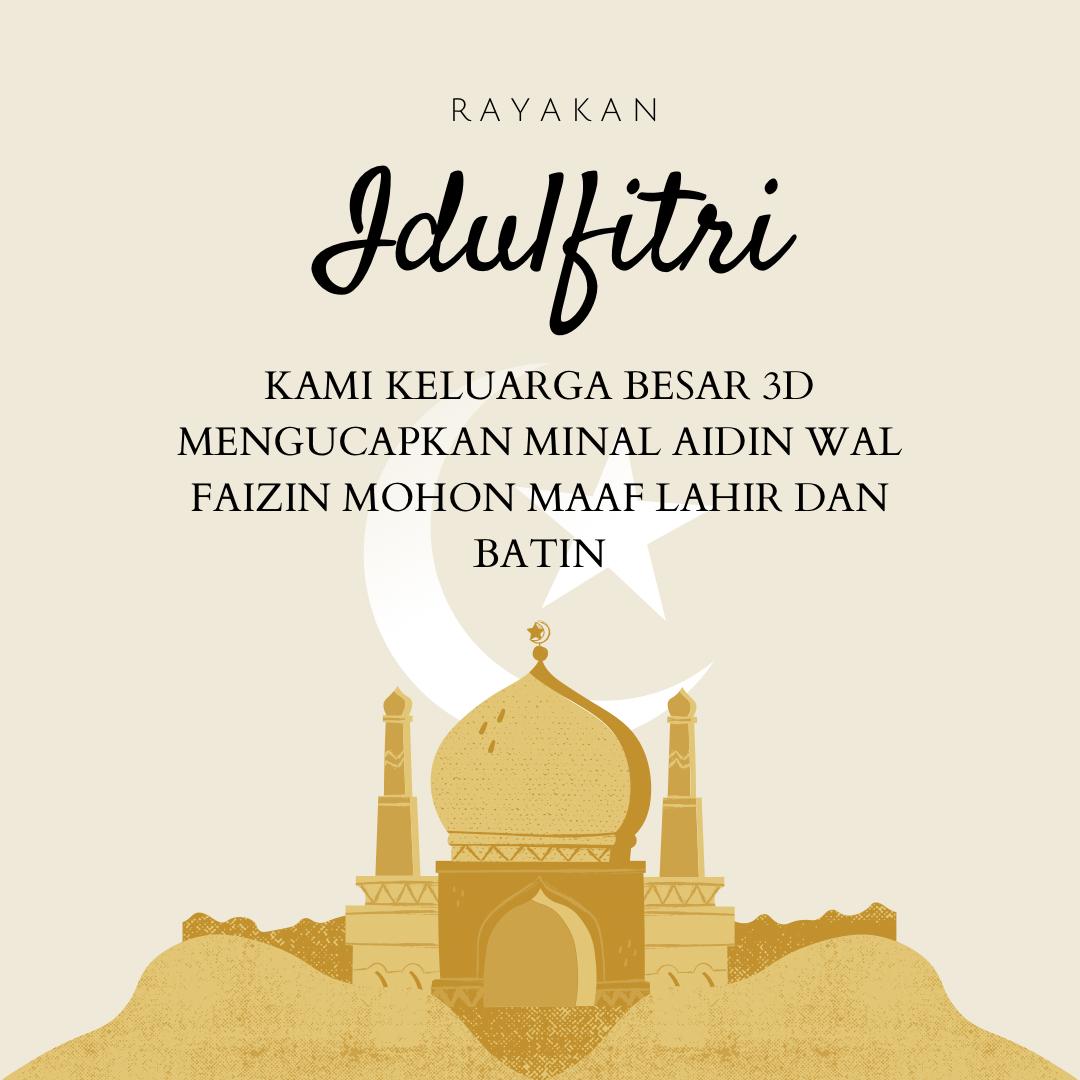 RAYAKAN
Idulfitri
KAMI KELUARGA BESAR 3D
MENGUCAPKAN MINAL AIDIN WAL
FAIZIN MOHON MAAF LAHIR DAN
BATIN